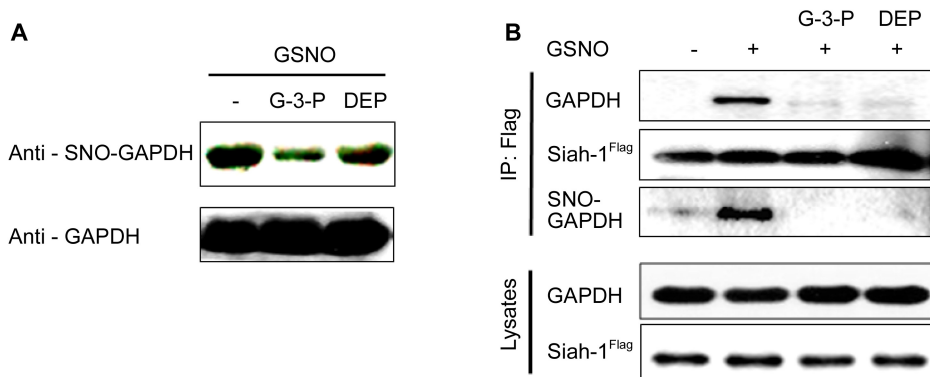 A
GSNO
- G-3-P DEP
Anti - SNO-GAPDH
Anti - GAPDH
B
G-3-P DEP
GSNO - + + +
IP: Flag
GAPDH
Siah-1Flag
SNO-
GAPDH
Lysates
GAPDH
Siah-1Flag